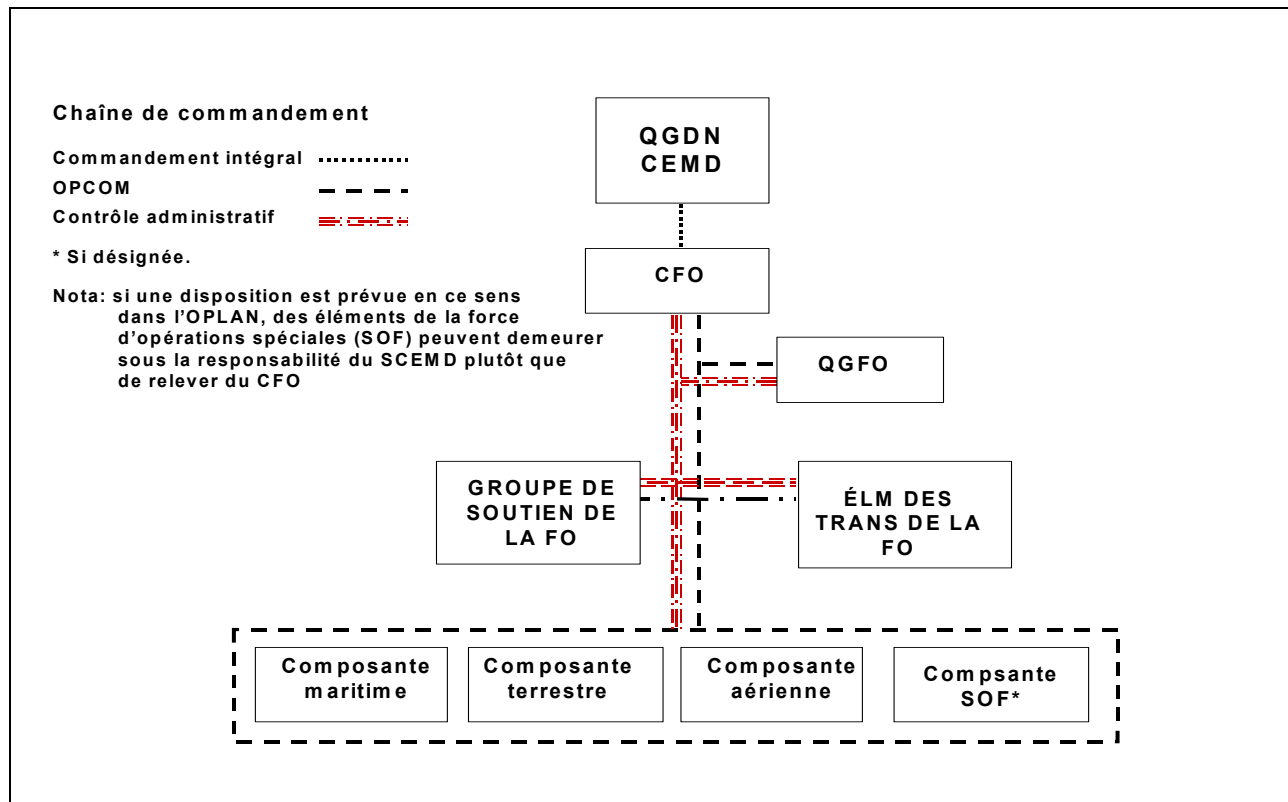 Chaîne de commandement
Commandement intégral
OPCOM
Contrôle administratif
* Si désignée.
Nota: si une disposition est prévue en ce sens
dans l'OPLAN, des éléments de la force
d'opérations spéciales (SOF) peuvent demeurer
sous la responsabilité du SCEMD plutôt que
de relever du CFO
QGDN
CEMD
CFO
QGFO
GROUPE DE
SOUTIEN DE
LA FO
ÉLM DES
TRANS DE LA
FO
Composante
maritime
Composante
terrestre
Composante
aérienne
Compsante
SOF*